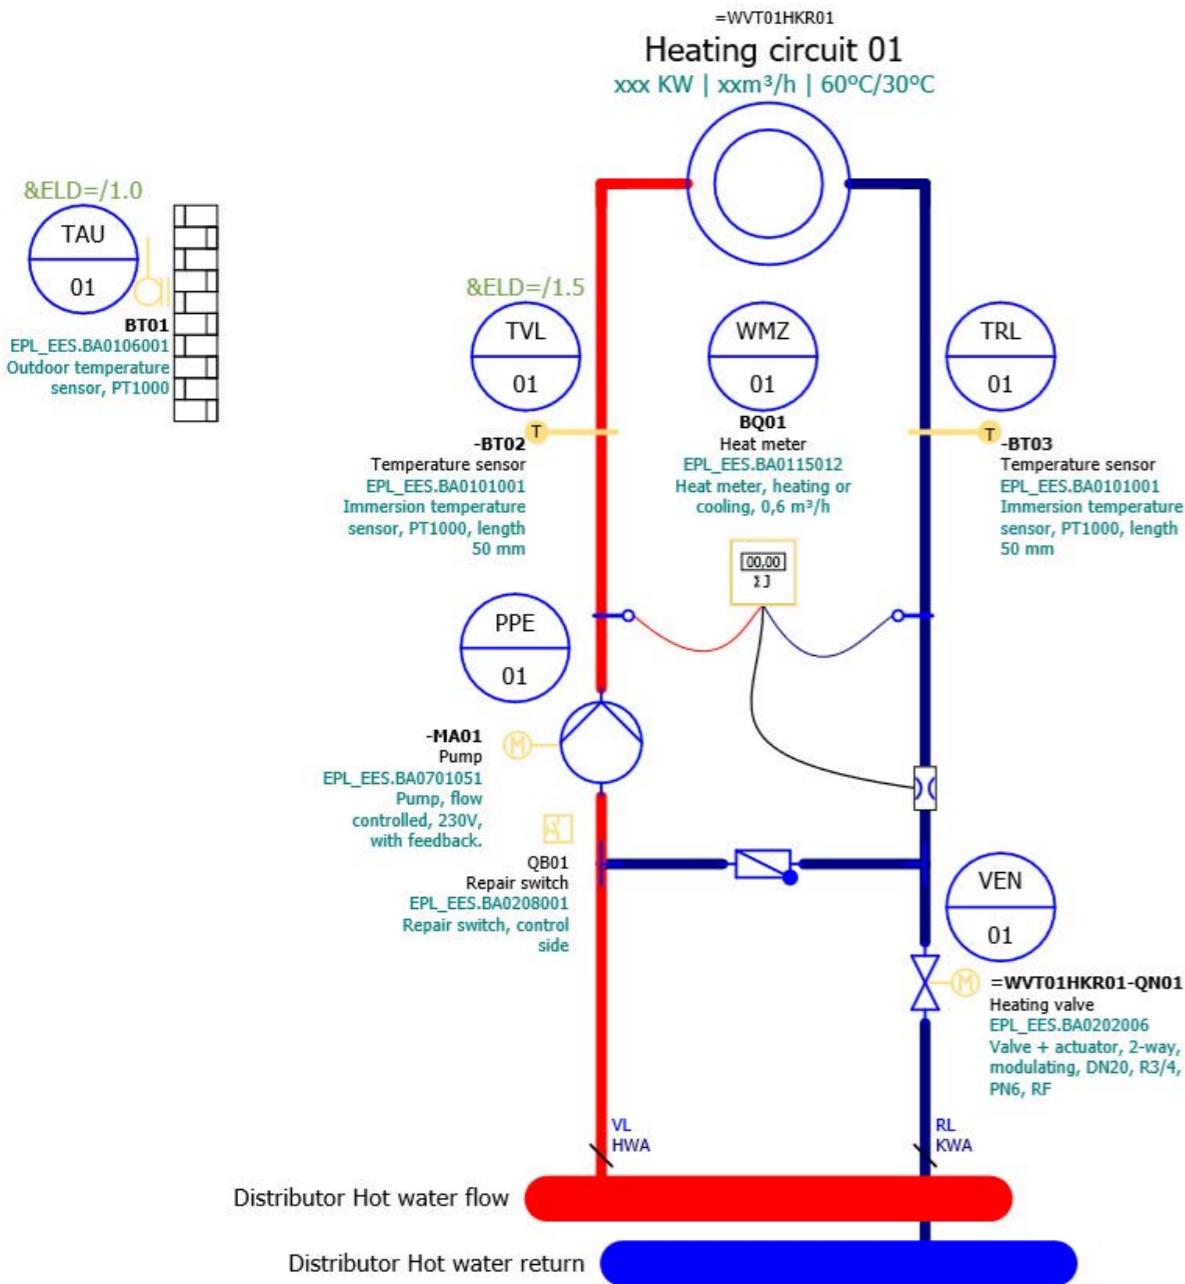 =WVT01HKR01
Heating circuit 01
xxx KW | xxm³/h | 60°C/30°C
&ELD=/1.0
TAU
01
BT01
EPL_EES.BA0106001
Outdoor temperature
sensor, PT1000
&ELD=/1.5
TVL
01
T
-BT02
Temperature sensor
EPL_EES.BA0101001
Immersion temperature
sensor, PT1000, length
50 mm
WMZ
01
BQ01
Heat meter
EPL_EES.BA0115012
Heat meter, heating or
cooling, 0,6 m³/h
00,00
Σ J
TRL
01
T
-BT03
Temperature sensor
EPL_EES.BA0101001
Immersion temperature
sensor, PT1000, length
50 mm
PPE
01
-MA01
M
Pump
EPL_EES.BA0701051
Pump, flow
controlled, 230V,
with feedback.
QB01
Repair switch
EPL_EES.BA0208001
Repair switch, control
side
VEN
01
M
=WVT01HKR01-QN01
Heating valve
EPL_EES.BA0202006
Valve + actuator, 2-way,
modulating, DN20, R3/4,
PN6, RF
VL
HWA
RL
KWA
Distributor Hot water flow
Distributor Hot water return